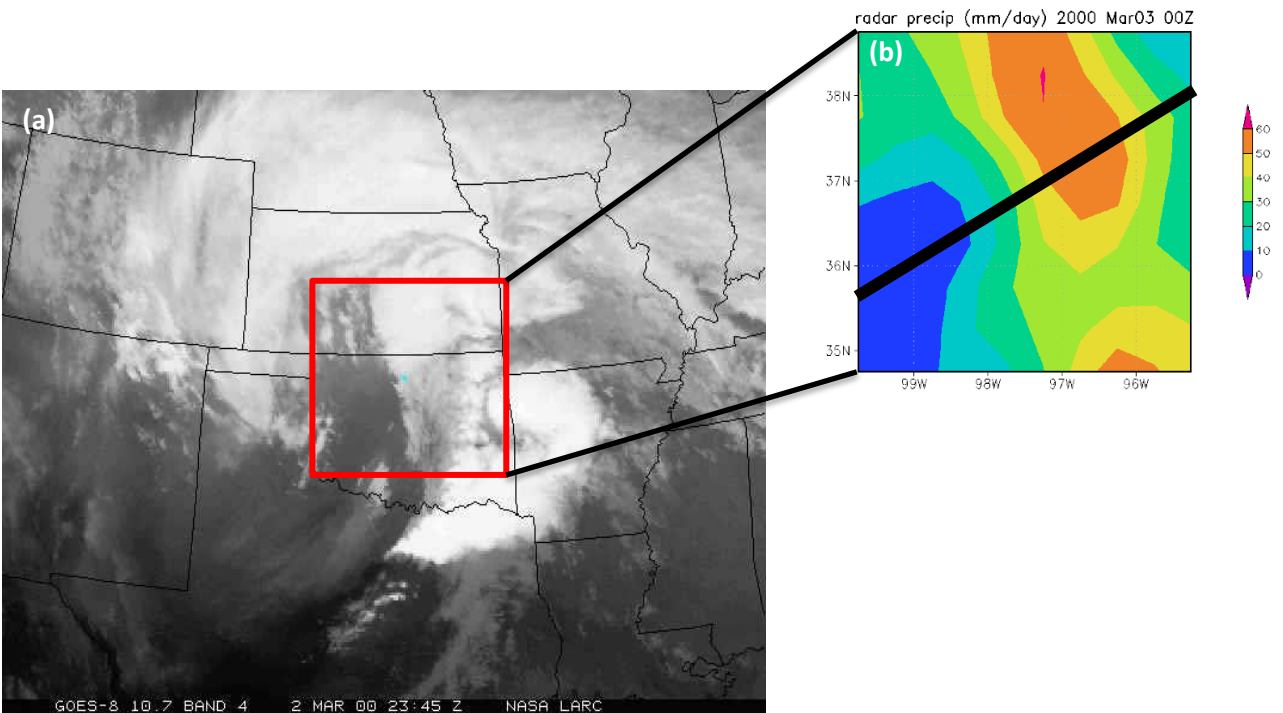 radar precip (mm/day) 2000 Mar03 00Z
(a)
(b)
38N
37N
36N
35N
99W 98W 97W 96W
60
50
40
30
20
10
0
GOES-8 10.7 BAND 4 2 MAR 00 23:45 Z NASA LARC